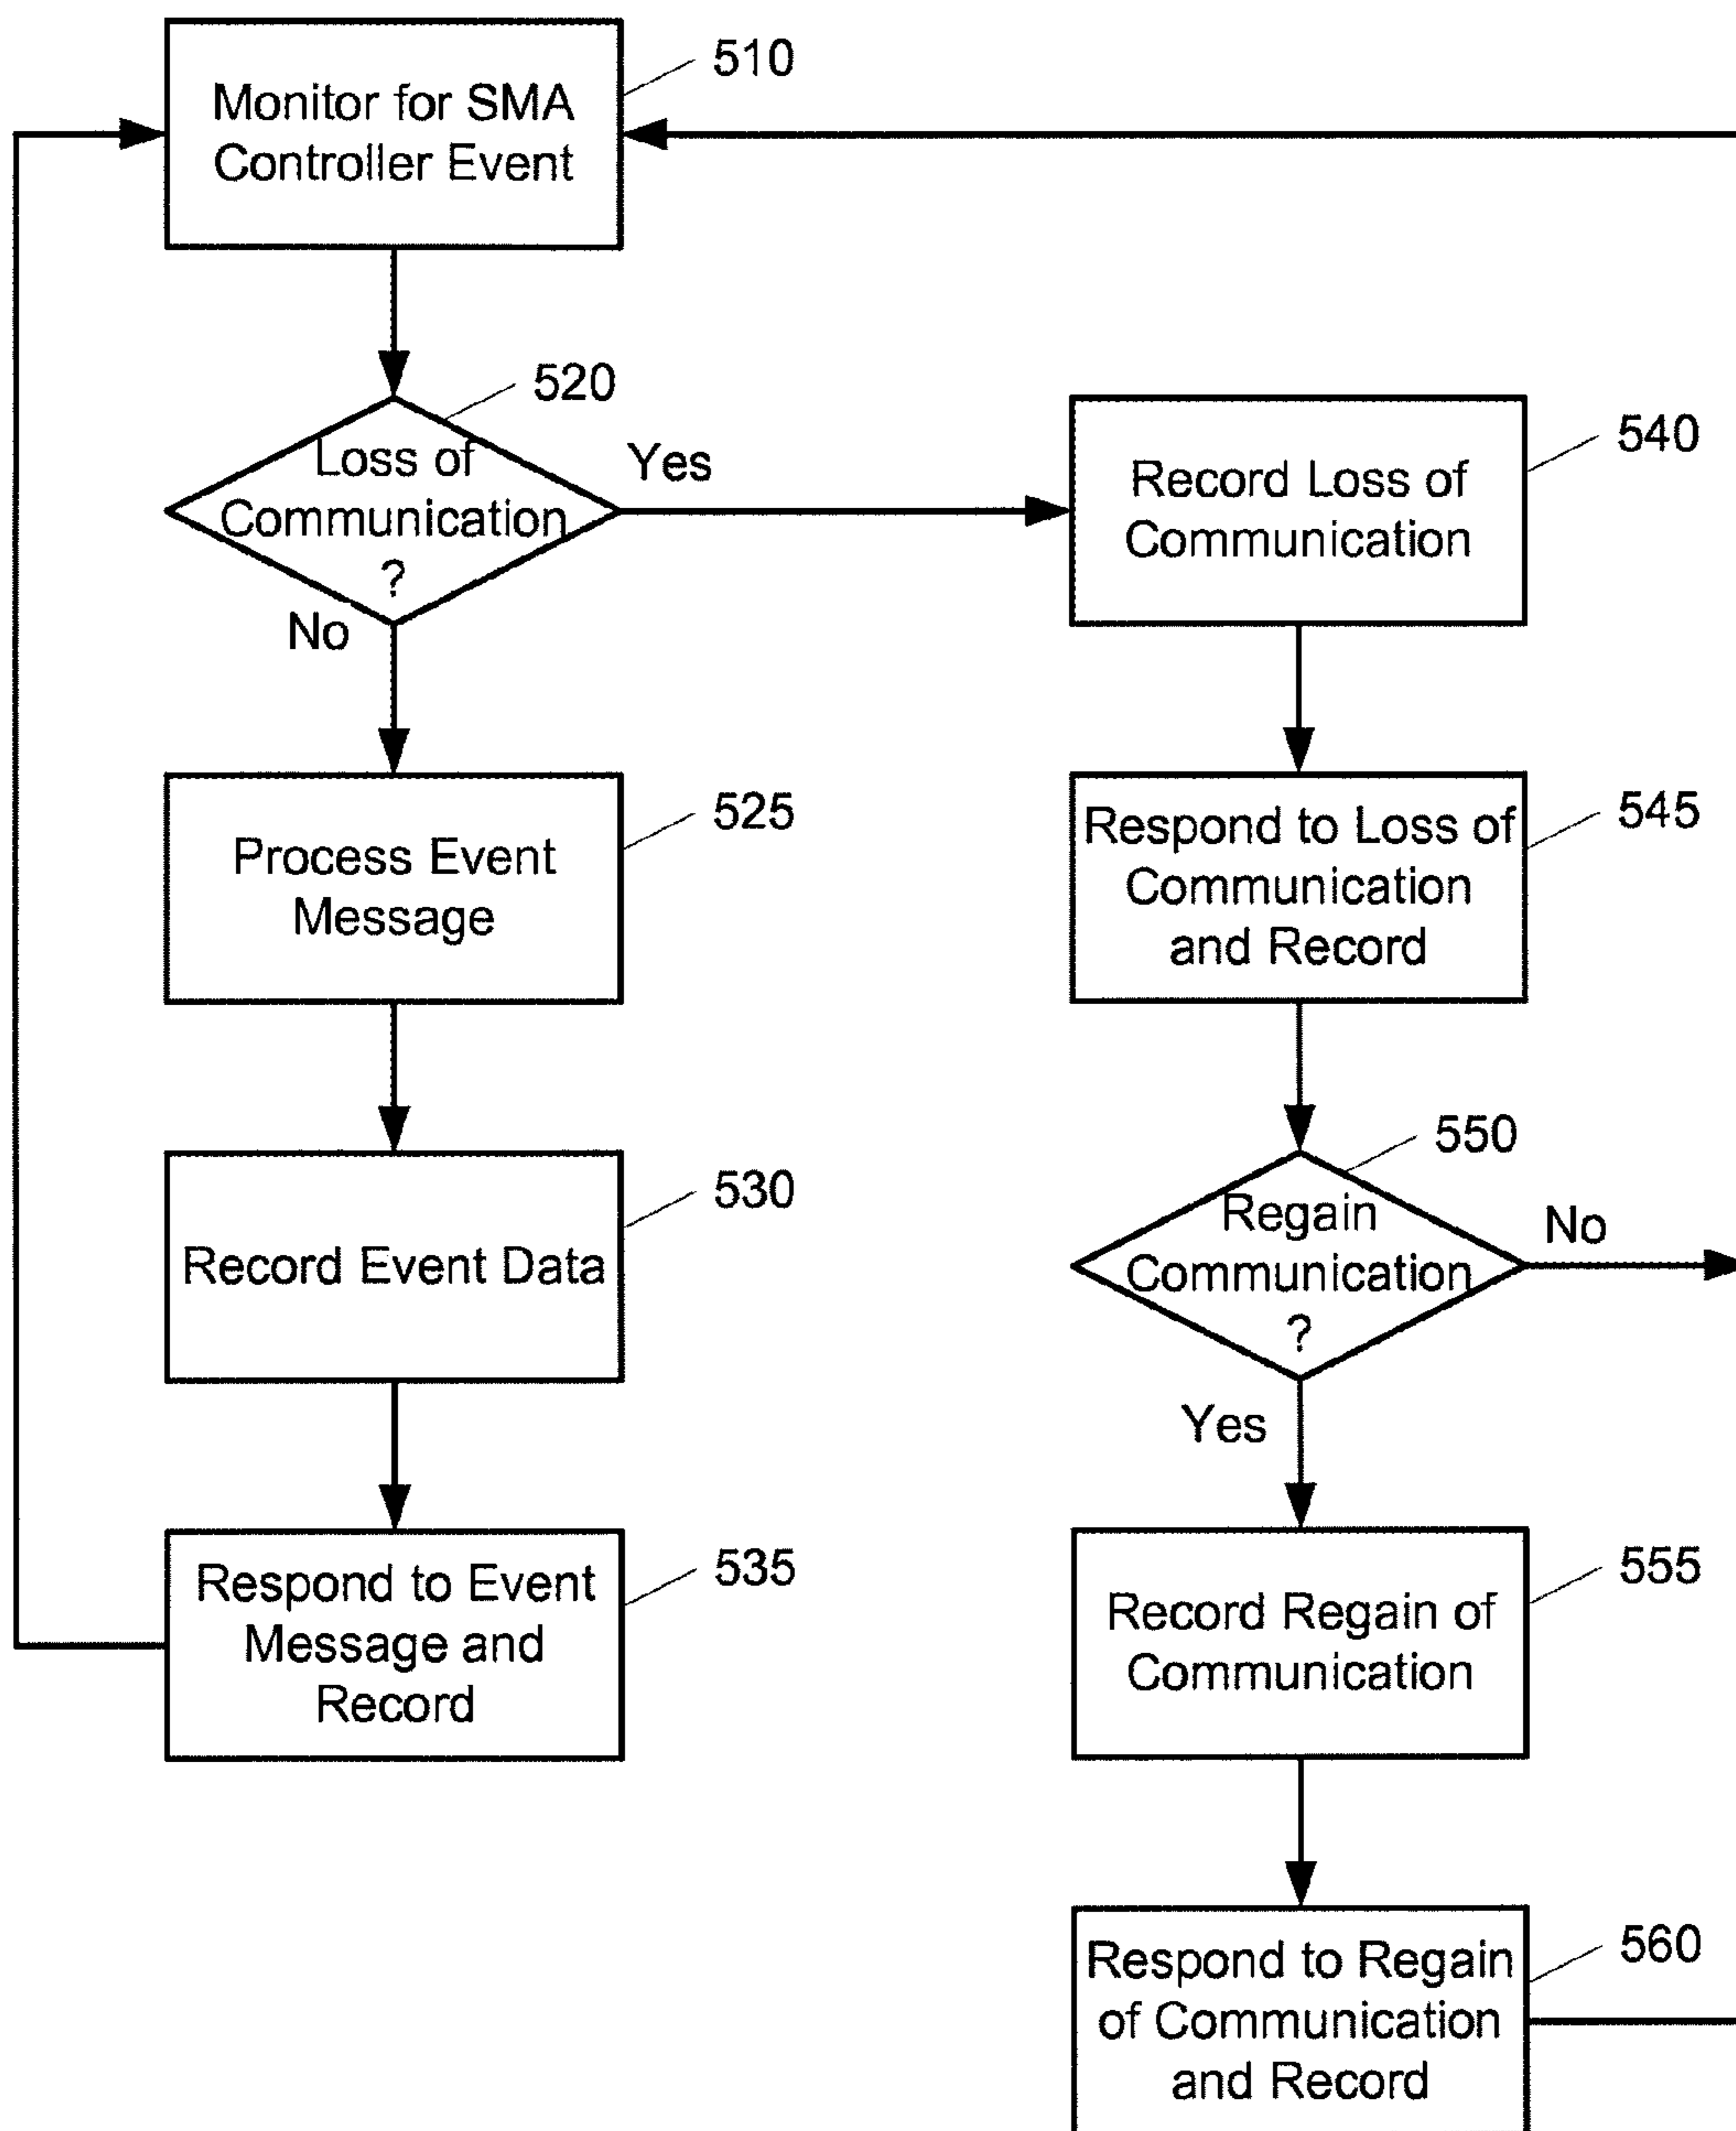 510
Monitor for SMA
Controller Event
520
Loss of
Communication
?
Yes
No
540
Record Loss of
Communication
525
Process Event
Message
545
Respond to Loss of
Communication
and Record
530
Record Event Data
550
Regain
Communication
?
No
Yes
535
Respond to Event
Message and
Record
555
Record Regain of
Communication
560
Respond to Regain
of Communication
and Record